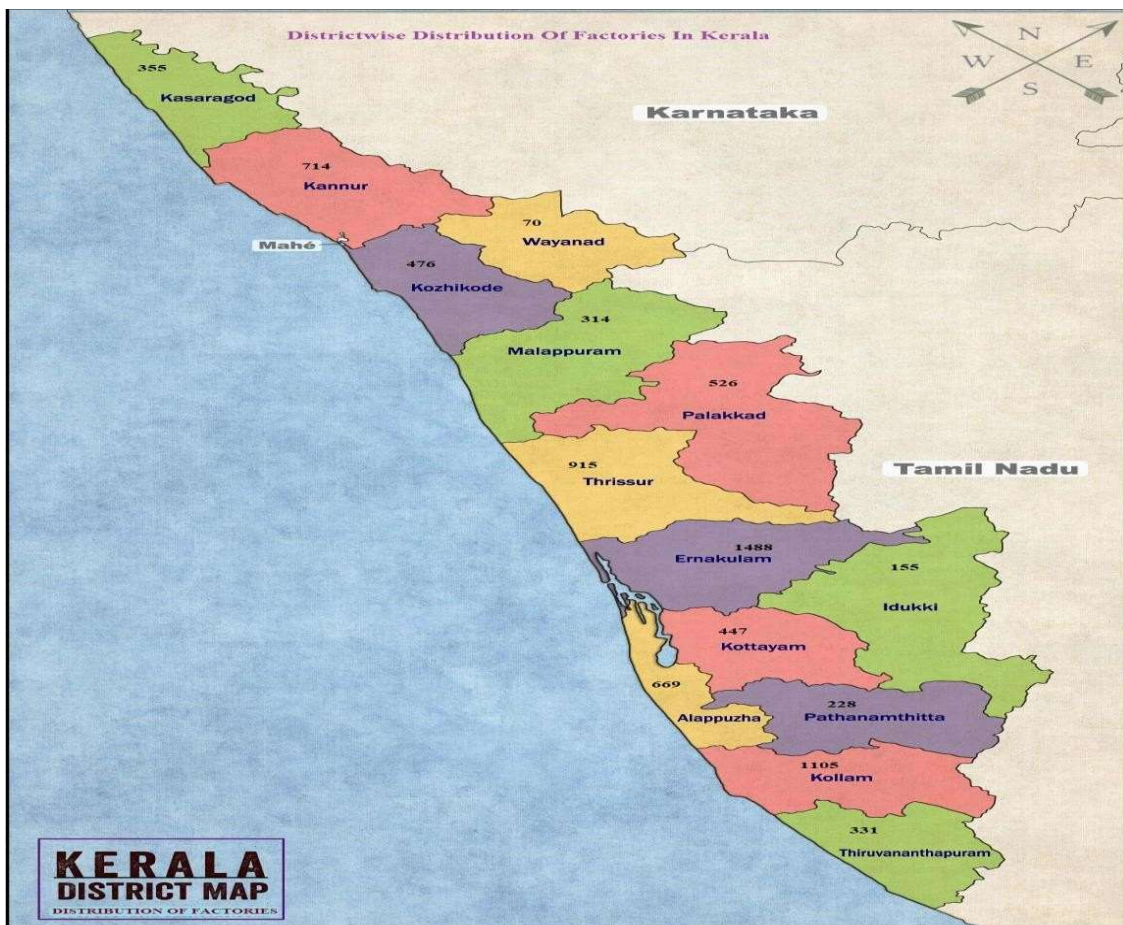 Districtwise Distribution Of Factories In Kerala
N
W E
S
355
Kasaragod
Karnataka
714
Kannur
70
Wayanad
Mahé
476
Kozhikode
314
Malappuram
526
Palakkad
915
Thrissur
Tamil Nadu
1488
Ernakulam
155
Idukki
447
Kottayam
669
Alappuzha
228
Pathanamthitta
1105
Kollam
331
Thiruvananthapuram
KERALA
DISTRICT MAP
DISTRIBUTION OF FACTORIES